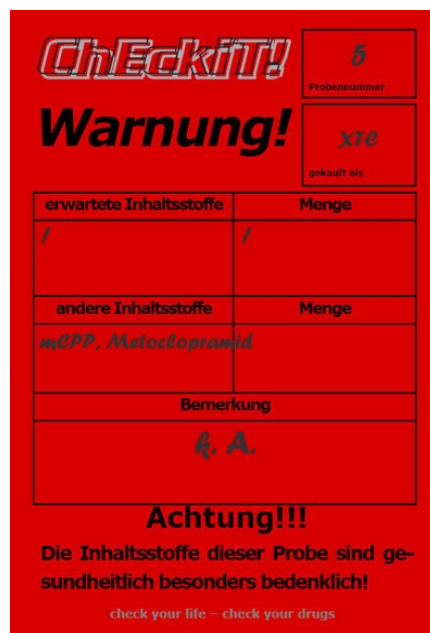 ChEckiT!
5
Probennummer
Warnung!
XTC
gekauft als
erwartete Inhaltsstoffe Menge
/ /
andere Inhaltsstoffe Menge
mCPP, Metoclopramid
Bemerkung
k. A.
Achtung!!!
Die Inhaltsstoffe dieser Probe sind ge-
sundheitlich besonders bedenklich!
check your life – check your drugs